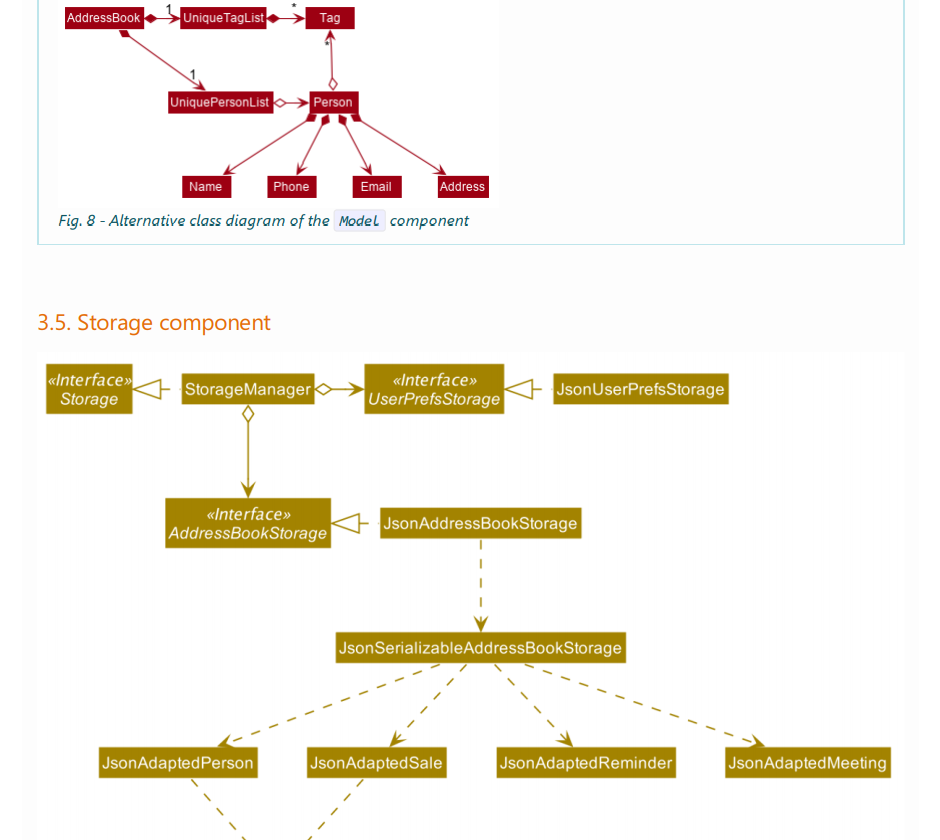 AddressBook 1 UniqueTagList * Tag
*
1
UniquePersonList Person
Name Phone Email Address
Fig. 8 - Alternative class diagram of the Model component
3.5. Storage component
«Interface»
Storage
StorageManager
«Interface»
UserPrefsStorage
JsonUserPrefsStorage
«Interface»
AddressBookStorage
JsonAddressBookStorage
JsonSerializableAddressBookStorage
JsonAdaptedPerson JsonAdaptedSale JsonAdaptedReminder JsonAdaptedMeeting